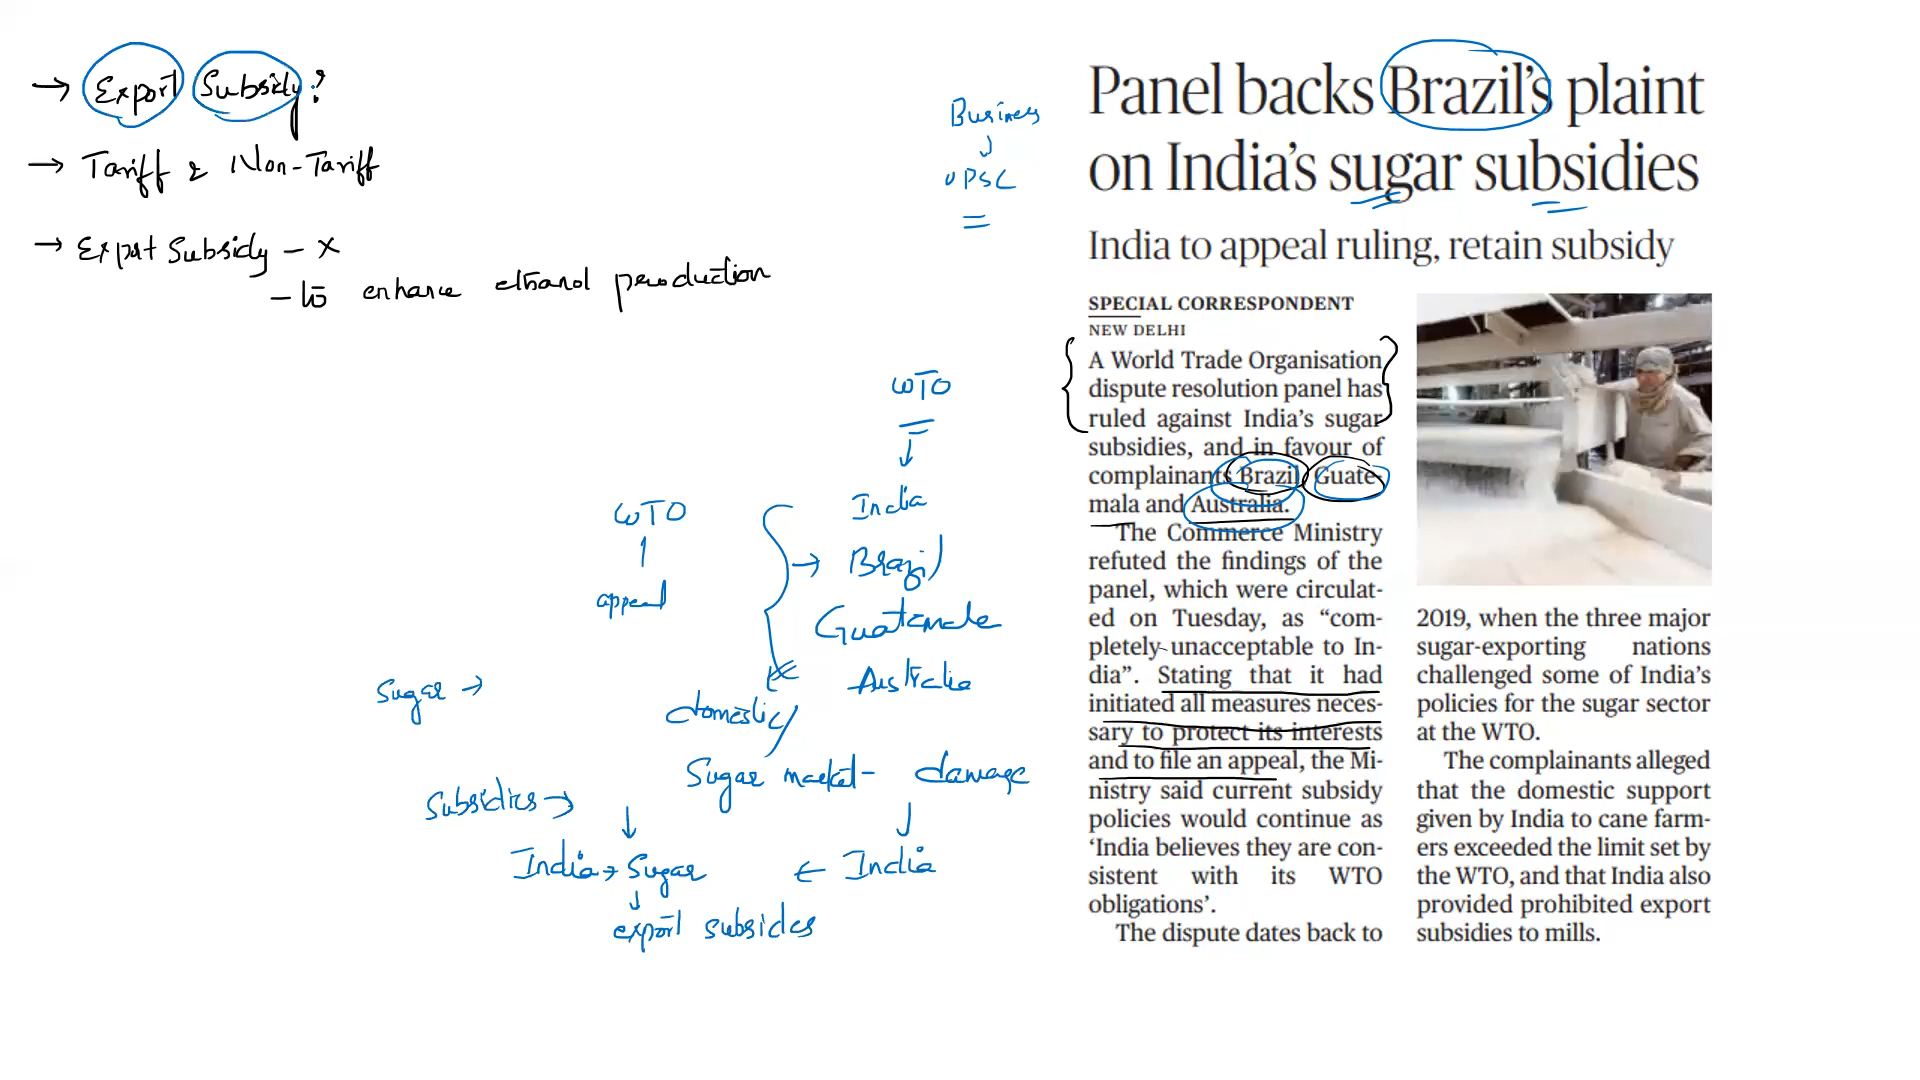 → Export Subsidy?
→ Tariff & Non-Tariff
→ Export Subsidy - x
- to enhance ethanol production
Business
↓
UPSC
WTO
↓
India
→ Brazil
Guatemala
Australia
WTO
appeal
Sugar →
domestic
Sugar market - damage
Subsidies →
↓
↓
India → Sugar
← India
↓
export subsides
Panel backs Brazil's plaint
on India's sugar subsidies
India to appeal ruling, retain subsidy
SPECIAL CORRESPONDENT
NEW DELHI
A World Trade Organisation
dispute resolution panel has
ruled against India's sugar
subsidies, and in favour of
complainants Brazil, Guate-
mala and Australia.
The Commerce Ministry
refuted the findings of the
panel, which were circulat-
ed on Tuesday, as “com-
pletely unacceptable to In-
dia”. Stating that it had
initiated all measures neces-
sary to protect its interests
and to file an appeal, the Mi-
nistry said current subsidy
policies would continue as
‘India believes they are con-
sistent with its WTO
obligations’.
The dispute dates back to
2019, when the three major
sugar-exporting nations
challenged some of India's
policies for the sugar sector
at the WTO.
The complainants alleged
that the domestic support
given by India to cane farm-
ers exceeded the limit set by
the WTO, and that India also
provided prohibited export
subsidies to mills.